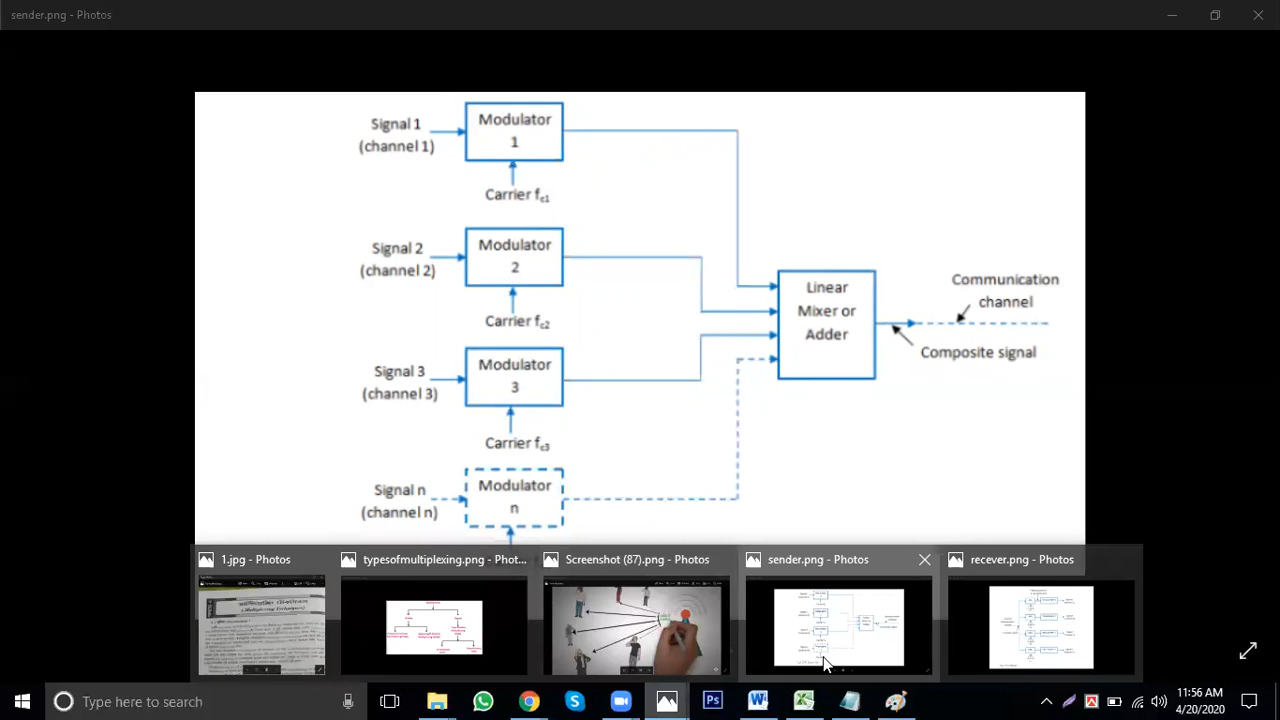 sender.png - Photos
Signal 1
(channel 1)
Modulator
1
Carrier fc1
Signal 2
(channel 2)
Modulator
2
Carrier fc2
Signal 3
(channel 3)
Modulator
3
Carrier fc3
Signal n
(channel n)
Modulator
n
Linear
Mixer or
Adder
Communication
channel
Composite signal
1.jpg - Photos
typesofmultiplexing.png - Phot...
Screenshot (87).png - Photos
sender.png - Photos
recever.png - Photos
Type here to search
11:56 AM
4/20/2020